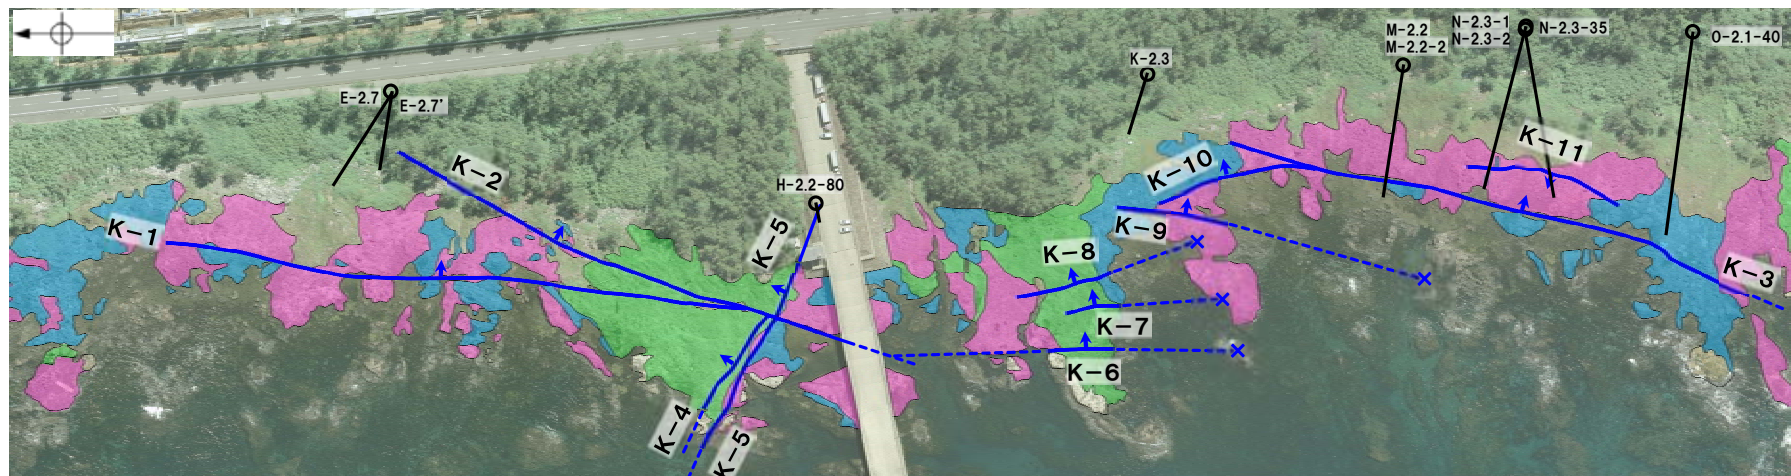 E-2.7
E-2.7'
K-2.3
M-2.2
M-2.2-2
N-2.3-1
N-2.3-2
N-2.3-35
O-2.1-40
H-2.2-80
K-1
K-2
K-5
K-4
K-5
K-8
K-7
K-6
K-9
K-10
K-11
K-3